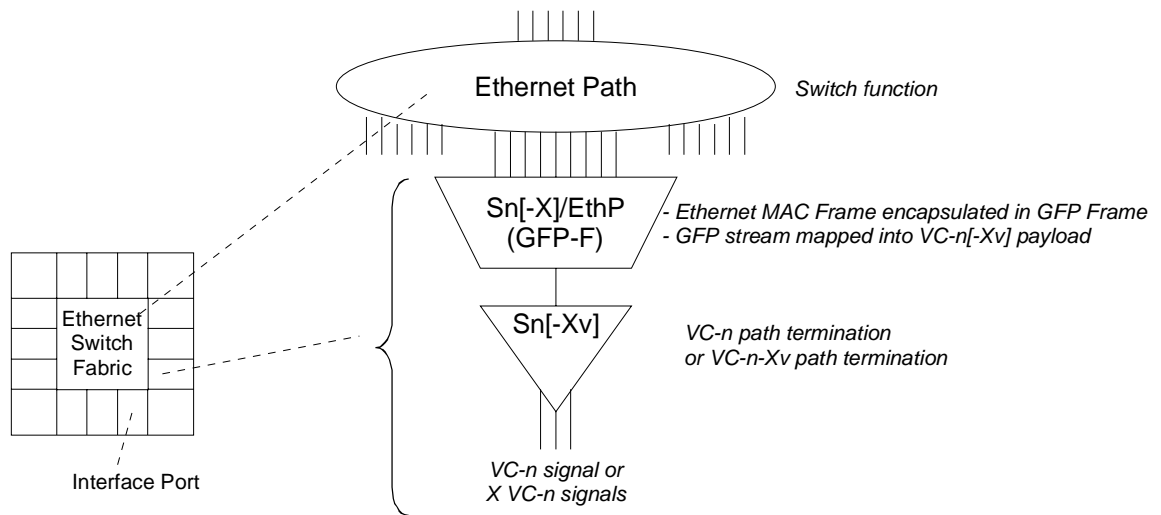 Ethernet Path
Switch function
Sn[-X]/EthP
(GFP-F)
- Ethernet MAC Frame encapsulated in GFP Frame
- GFP stream mapped into VC-n[-Xv] payload
Ethernet
Switch
Fabric
Sn[-Xv]
VC-n path termination
or VC-n-Xv path termination
Interface Port
VC-n signal or
X VC-n signals